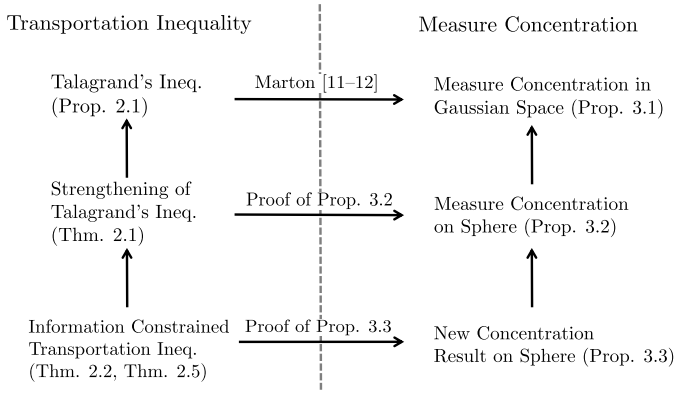 Transportation Inequality
Measure Concentration
Talagrand's Ineq.
(Prop. 2.1)
Marton [11–12]
Measure Concentration in
Gaussian Space (Prop. 3.1)
Strengthening of
Talagrand's Ineq.
(Thm. 2.1)
Proof of Prop. 3.2
Measure Concentration
on Sphere (Prop. 3.2)
Information Constrained
Transportation Ineq.
(Thm. 2.2, Thm. 2.5)
Proof of Prop. 3.3
New Concentration
Result on Sphere (Prop. 3.3)